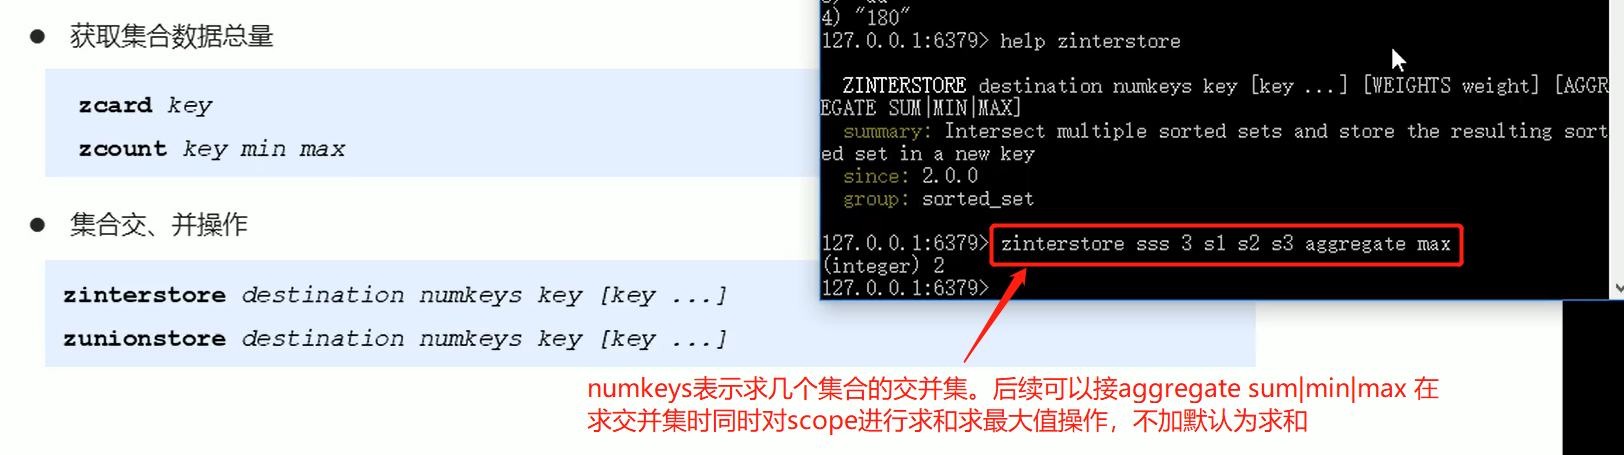 获取集合数据总量
zcard key
zcount key min max
集合交、并操作
zinterstore destination numkeys key [key ...]
zunionstore destination numkeys key [key ...]
4) "180"
127.0.0.1:6379> help zinterstore
ZINTERSTORE destination numkeys key [key ...] [WEIGHTS weight] [AGGR
EGATE SUM|MIN|MAX]
summary: Intersect multiple sorted sets and store the resulting sort
ed set in a new key
since: 2.0.0
group: sorted_set
127.0.0.1:6379> zinterstore sss 3 s1 s2 s3 aggregate max
(integer) 2
127.0.0.1:6379>
numkeys表示求几个集合的交并集。后续可以接aggregate sum|min|max 在
求交并集时同时对scope进行求和求最大值操作，不加默认为求和